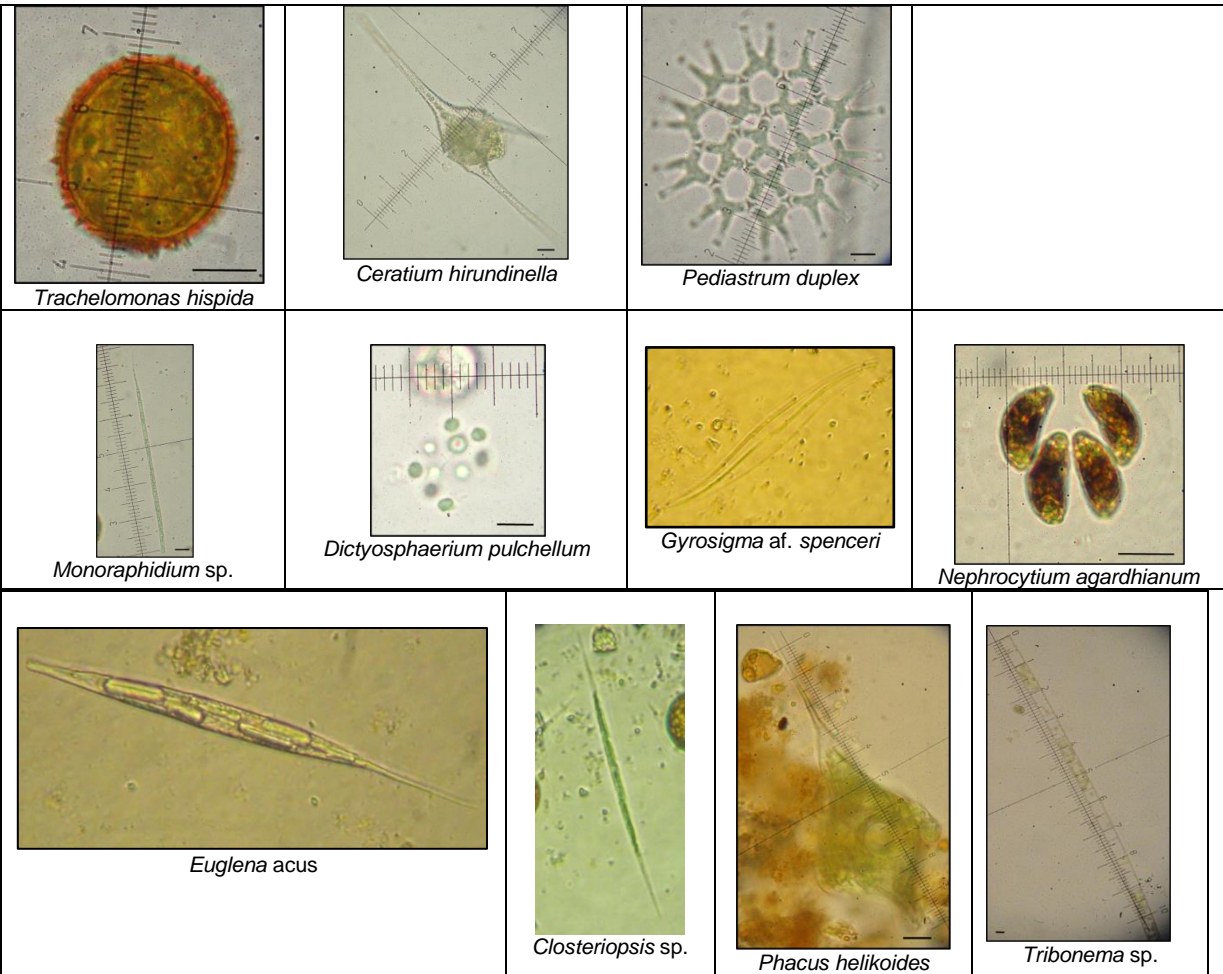 Trachelomonas hispida
Ceratium hirundinella
Pediastrum duplex
Monoraphidium sp.
Dictyosphaerium pulchellum
Gyrosigma af. spenceri
Nephrocytium agardhianum
Euglena acus
Closteriopsis sp.
Phacus helikoides
Tribonema sp.